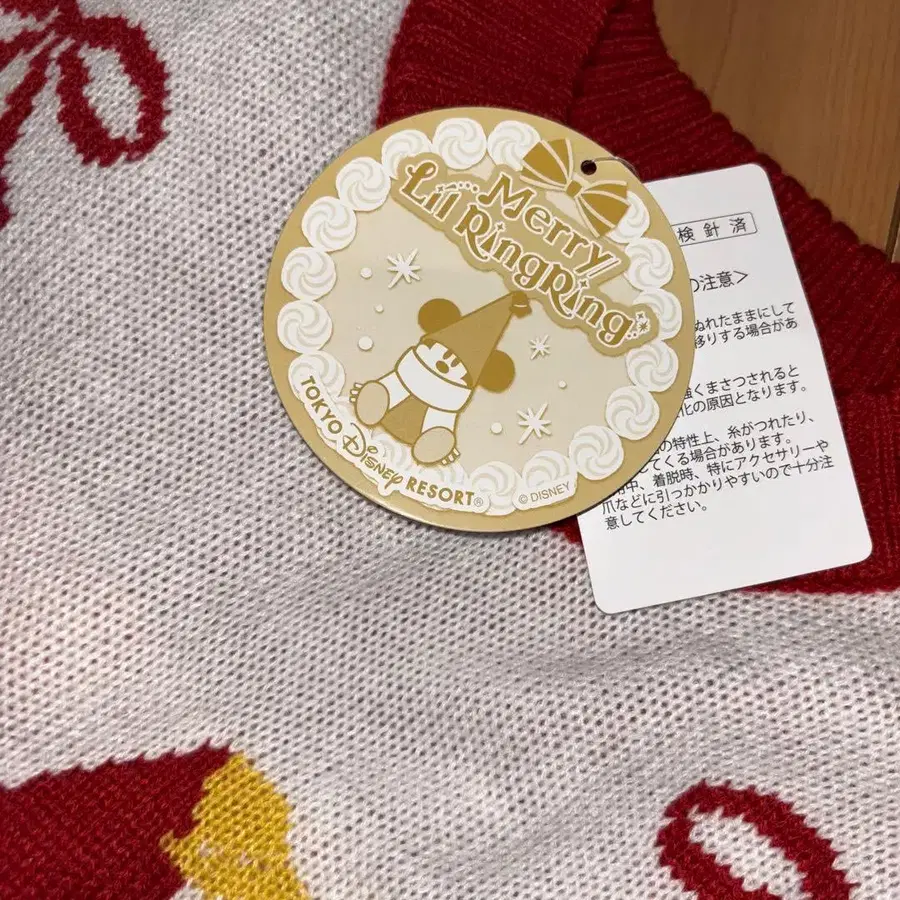 Merry
Lil RingRing
TOKYO DISNEY RESORT®
© DISNEY
検針済
の注意＞
ぬれたままにして
移りする場合があ
強くまさつされると
化の原因となります。
の特性上、糸がつれたり、
してくる場合があります。
用中、着脱時、特にアクセサリーや
爪などに引っかかりやすいので十分注
意してください。